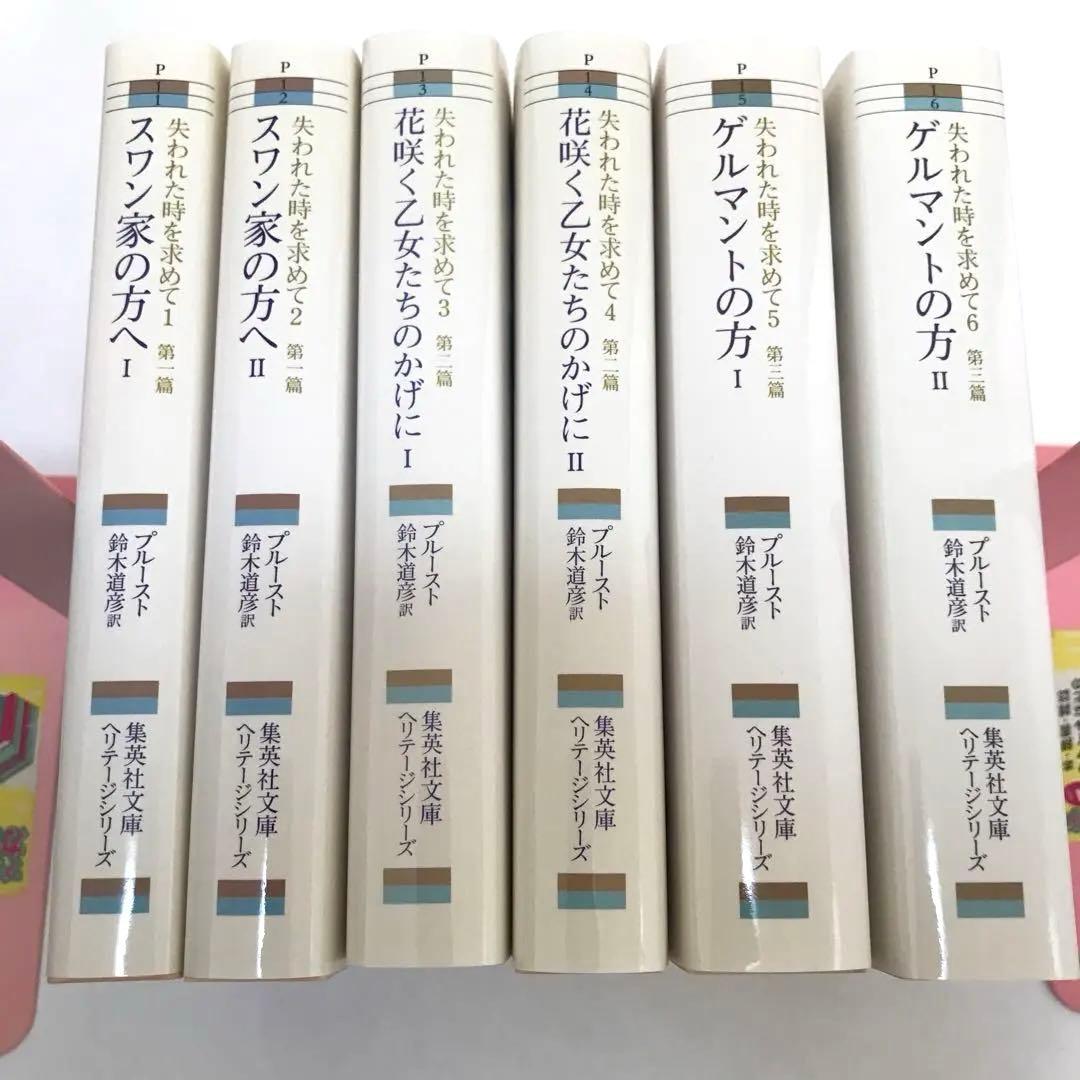 P
1
1
失われた時を求めて1 第一篇
スワン家の方へ I
プルースト
鈴木道彦訳
集英社文庫
ヘリテージシリーズ
P
1
2
失われた時を求めて2 第一篇
スワン家の方へ II
プルースト
鈴木道彦訳
集英社文庫
ヘリテージシリーズ
P
1
3
失われた時を求めて3 第二篇
花咲く乙女たちのかげに I
プルースト
鈴木道彦訳
集英社文庫
ヘリテージシリーズ
P
1
4
失われた時を求めて4 第二篇
花咲く乙女たちのかげに II
プルースト
鈴木道彦訳
集英社文庫
ヘリテージシリーズ
P
1
5
失われた時を求めて5 第三篇
ゲルマントの方 I
プルースト
鈴木道彦訳
集英社文庫
ヘリテージシリーズ
P
1
6
失われた時を求めて6 第三篇
ゲルマントの方 II
プルースト
鈴木道彦訳
集英社文庫
ヘリテージシリーズ